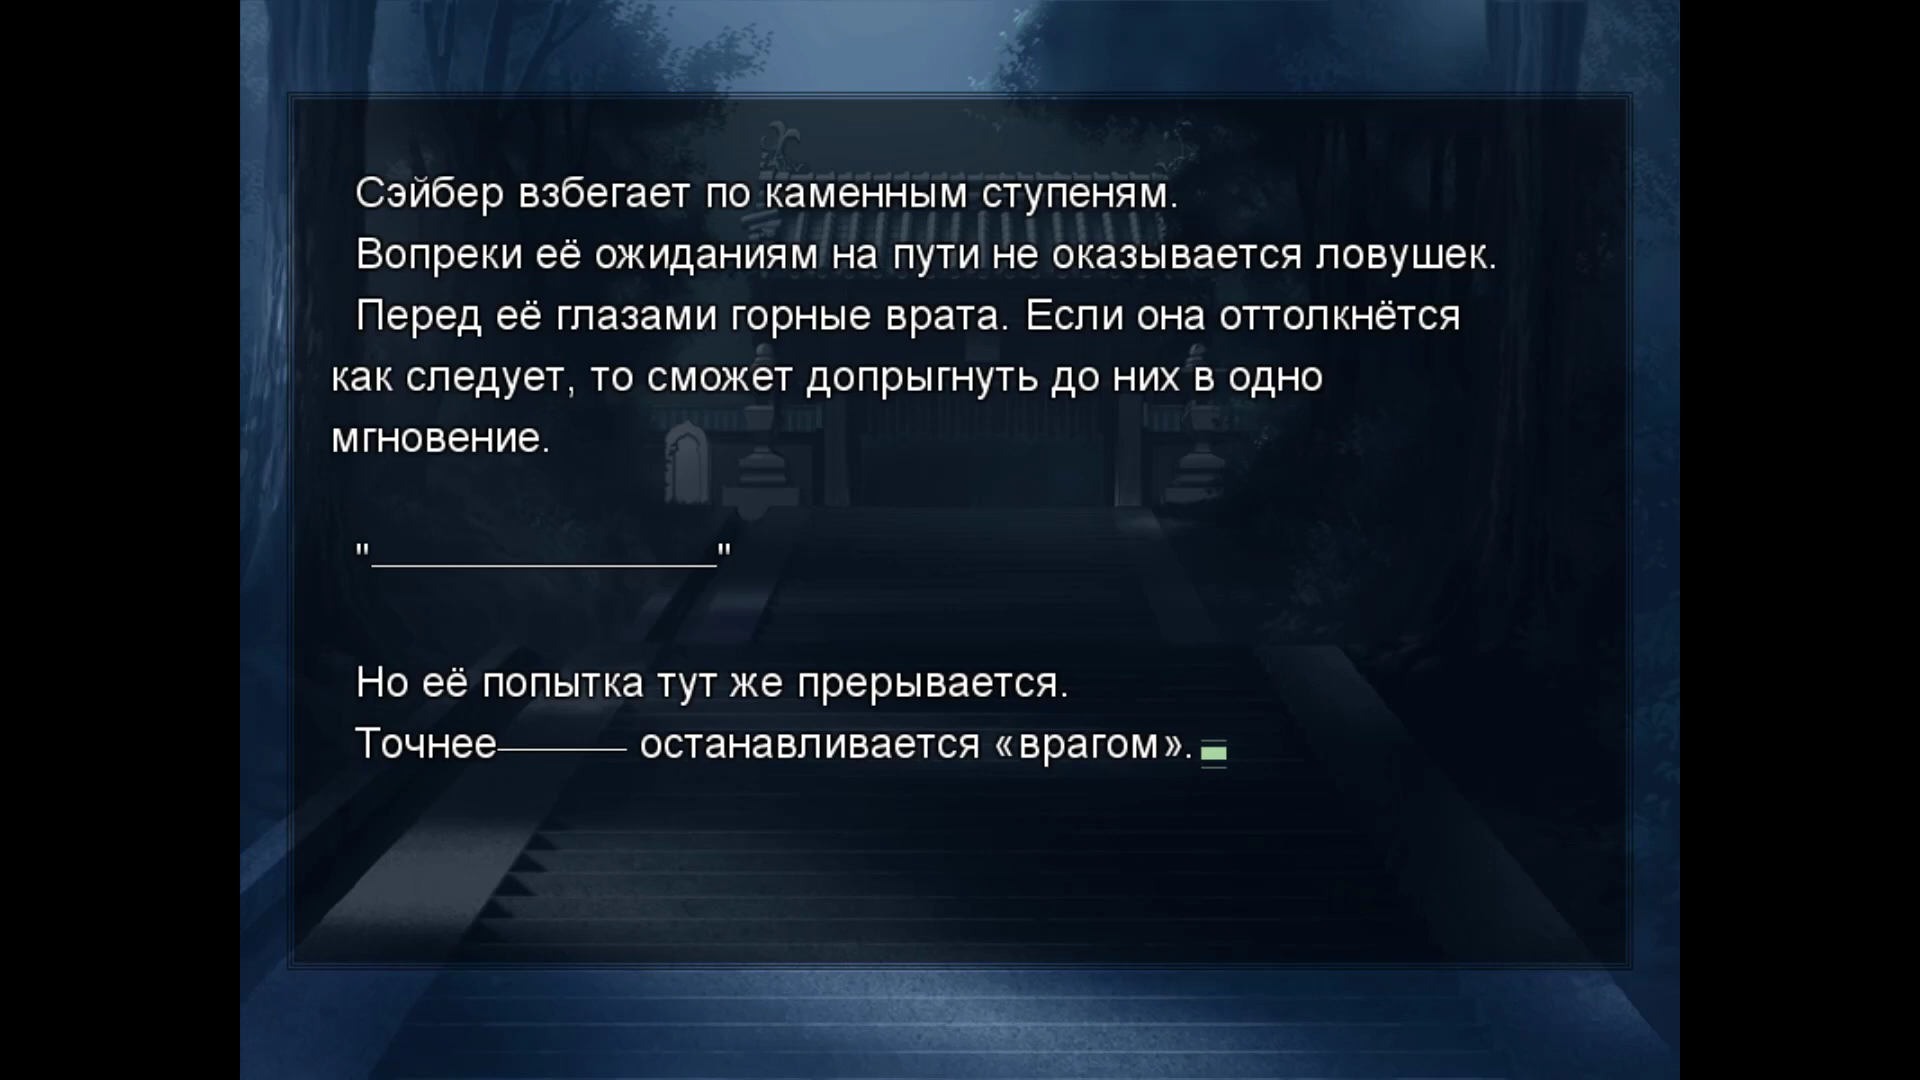 Сэйбер взбегает по каменным ступеням.
Вопреки её ожиданиям на пути не оказывается ловушек.
Перед её глазами горные врата. Если она оттолкнётся
как следует, то сможет допрыгнуть до них в одно
мгновение.
"________________"
Но её попытка тут же прерывается.
Точнее—―― останавливается «врагом».